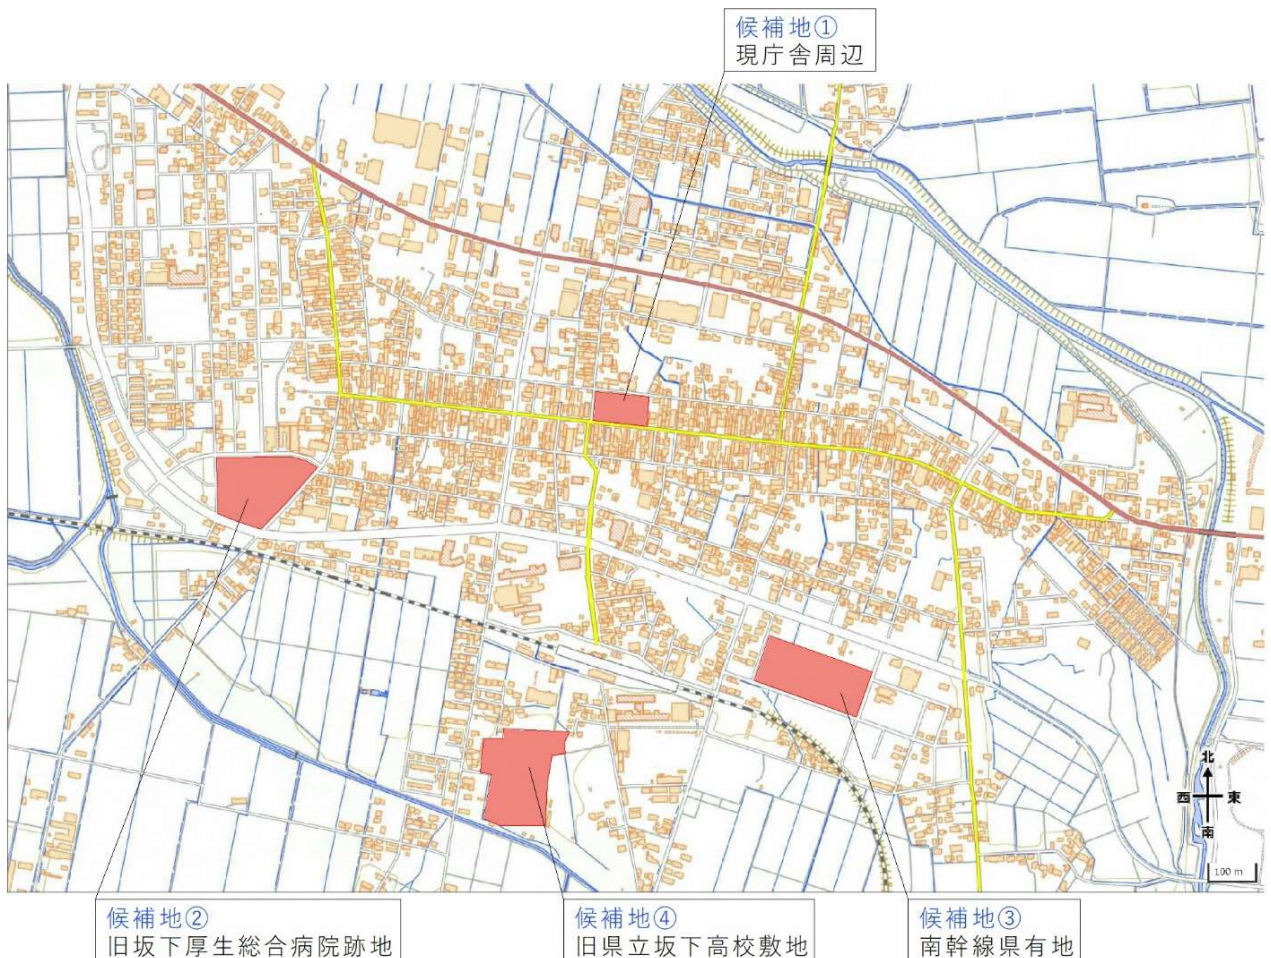 候補地①
現庁舎周辺
北
西 東
南
100 m
候補地②
旧坂下厚生総合病院跡地
候補地④
旧県立坂下高校敷地
候補地③
南幹線県有地